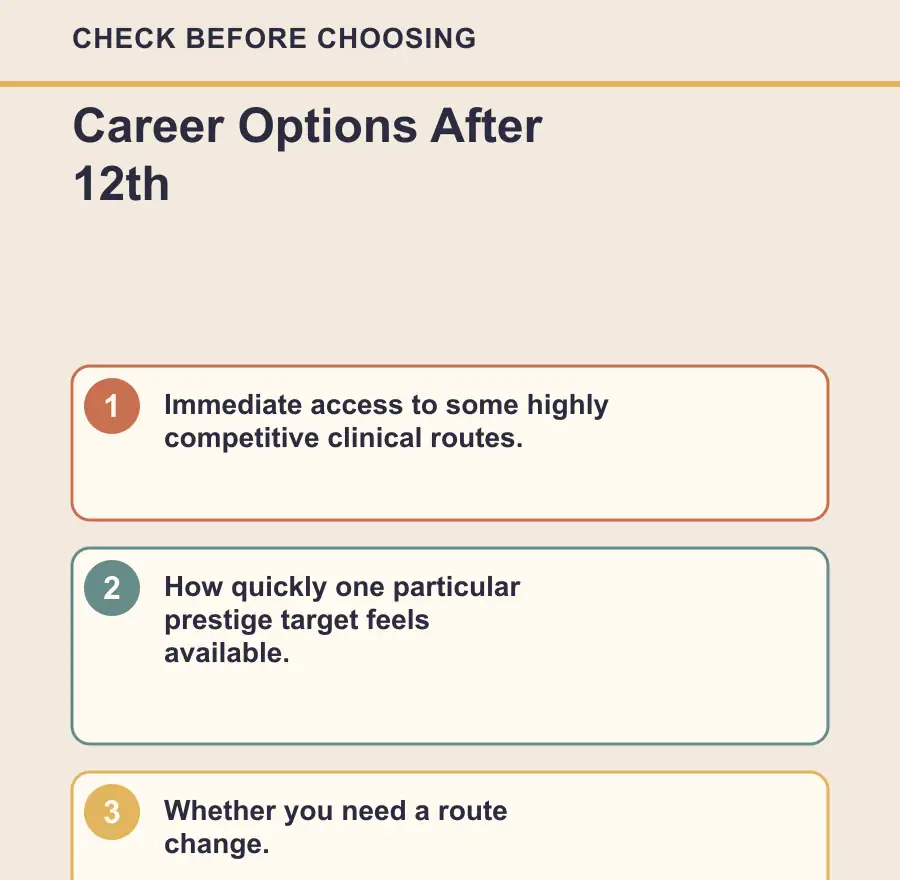 CHECK BEFORE CHOOSING
Career Options After
12th
1
Immediate access to some highly
competitive clinical routes.
2
How quickly one particular
prestige target feels
available.
3
Whether you need a route
change.